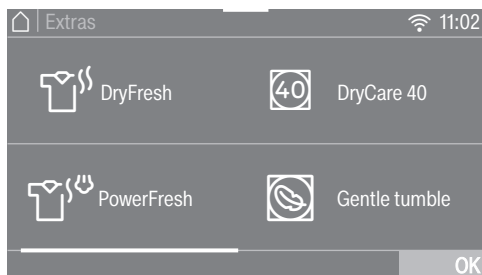 Extras 11:02
DryFresh
40 DryCare 40
PowerFresh
Gentle tumble
OK